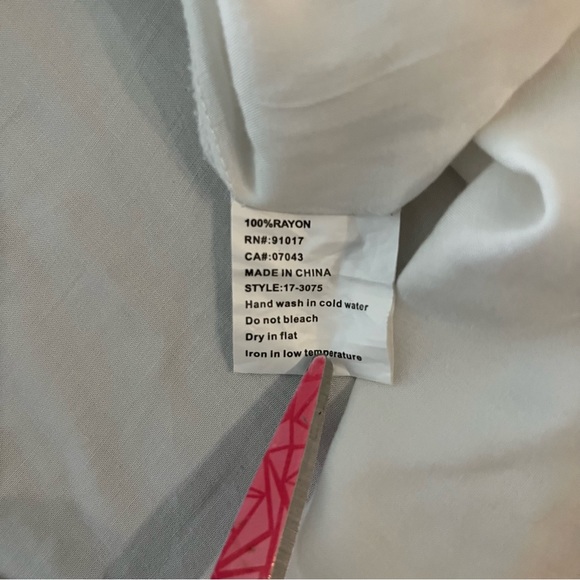 100%RAYON
RN#:91017
CA#:07043
MADE IN CHINA
STYLE:17-3075
Hand wash in cold water
Do not bleach
Dry in flat
Iron in low temperature